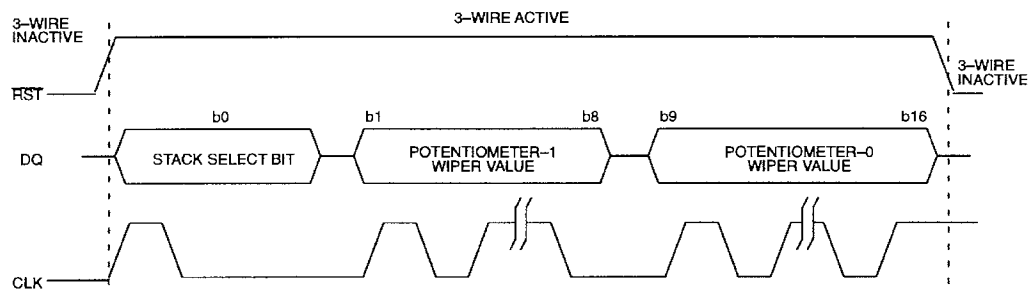 3–WIRE
INACTIVE
3–WIRE ACTIVE
3–WIRE
INACTIVE
RST
b0
b1
b8
b9
b16
DQ
STACK SELECT BIT
POTENTIOMETER–1
WIPER VALUE
POTENTIOMETER–0
WIPER VALUE
CLK